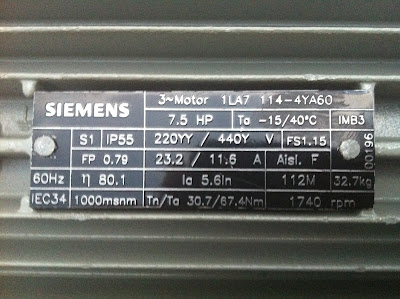 SIEMENS 3~Motor 1LA7 114-4YA60
7.5 HP Ta -15/40°C IMB3
S1 IP55 220YY / 440Y V FS1.15
FP 0.79 23.2 / 11.6 A Aisl. F
60Hz η 80.1 Ia 5.6In 112M 32.7kg
IEC34 1000msnm Tn/Ta 30.7/67.4Nm 1740 rpm
00196